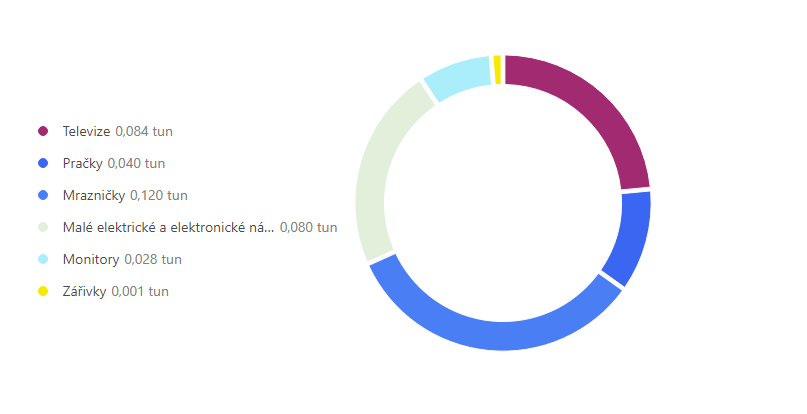 Televize 0,084 tun
Pračky 0,040 tun
Mrazničky 0,120 tun
Malé elektrické a elektronické ná... 0,080 tun
Monitory 0,028 tun
Zářivky 0,001 tun